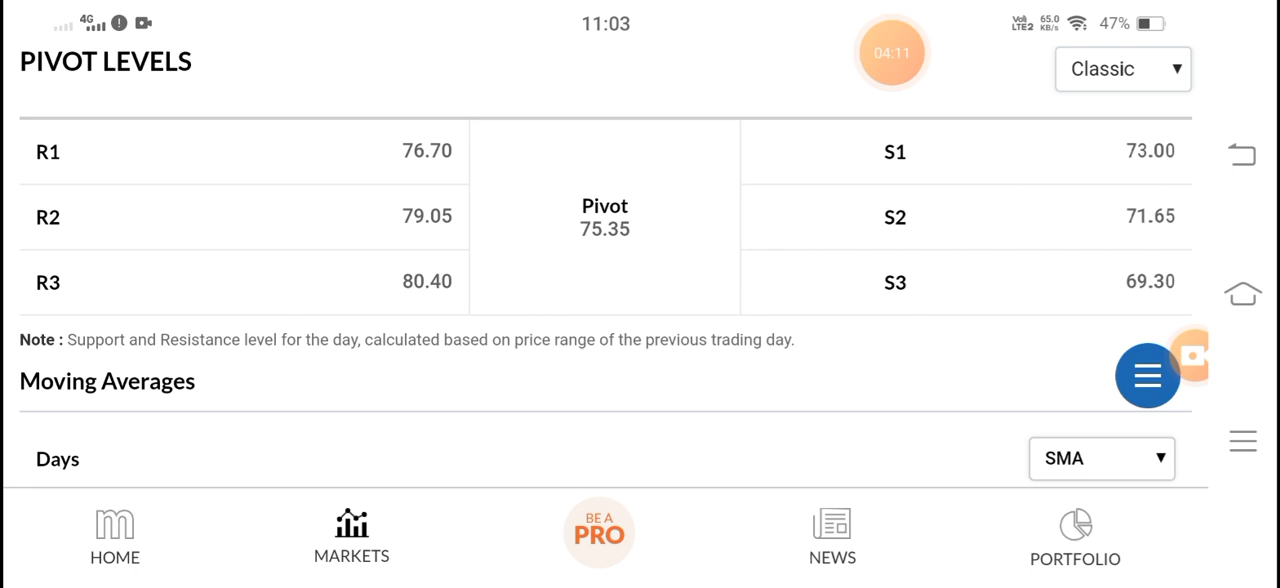 4G 11:03 Vo) LTE2 65.0 KB/s 47%
04:11
PIVOT LEVELS
Classic
R1 76.70 S1 73.00
R2 79.05 Pivot S2 71.65
75.35
R3 80.40 S3 69.30
Note : Support and Resistance level for the day, calculated based on price range of the previous trading day.
Moving Averages
Days SMA
BE A
PRO
HOME MARKETS NEWS PORTFOLIO